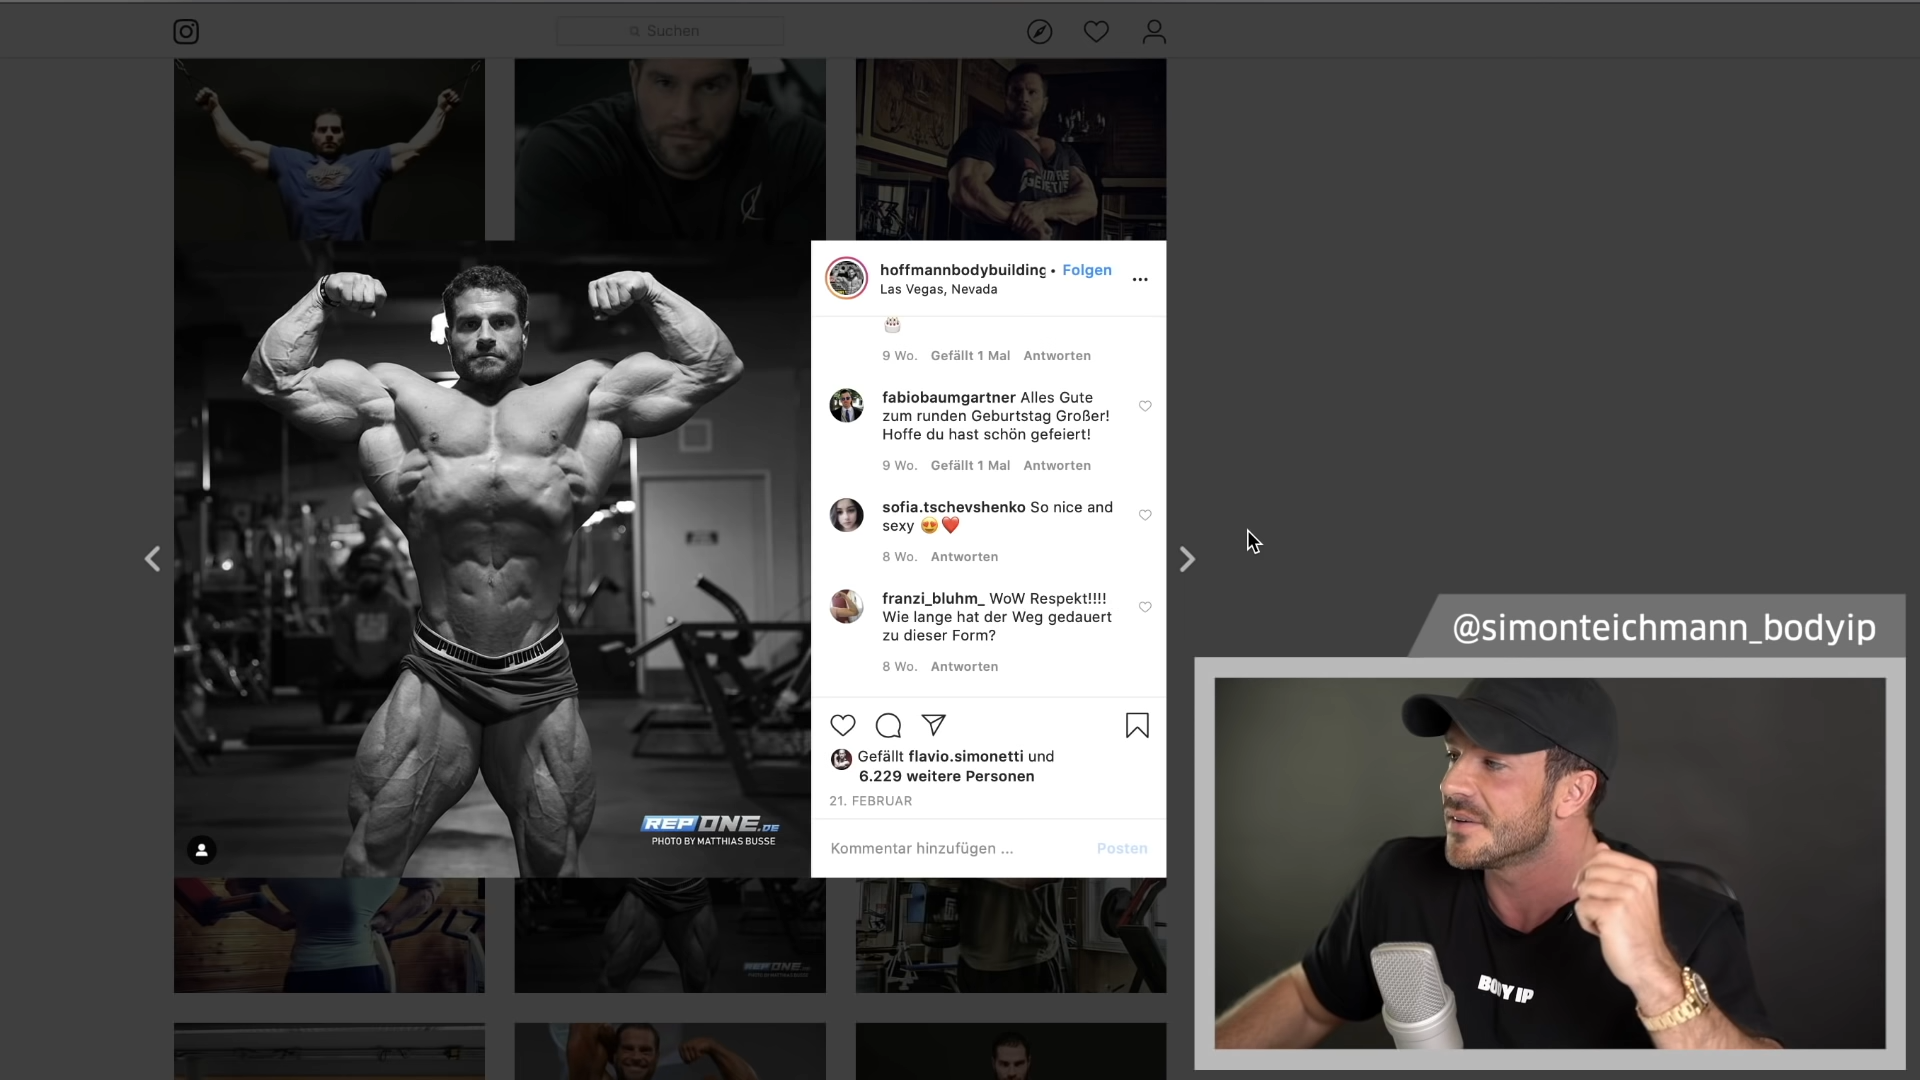 Suchen
hoffmannbodybuilding • Folgen
Las Vegas, Nevada
9 Wo. Gefällt 1 Mal Antworten
fabiobaumgartner Alles Gute
zum runden Geburtstag Großer!
Hoffe du hast schön gefeiert!
9 Wo. Gefällt 1 Mal Antworten
sofia.tschevshenko So nice and
sexy 😍❤️
8 Wo. Antworten
franzi_bluhm_ WoW Respekt!!!!
Wie lange hat der Weg gedauert
zu dieser Form?
8 Wo. Antworten
Gefällt flavio.simonetti und
6.229 weitere Personen
21. FEBRUAR
Kommentar hinzufügen ... Posten
REP ONE.DE
PHOTO BY MATTHIAS BUSSE
@simonteichmann_bodyip
BODY IP
REP ONE